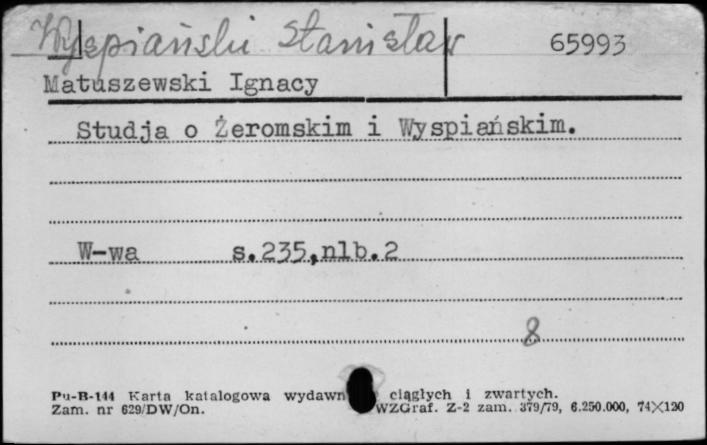 Wyspiański Stanisław 65993
Matuszewski Ignacy
Studja o Żeromskim i Wyspiańskim.
W-wa s.235,nlb.2
8
Pu-B-144 Karta katalogowa wydawn ciągłych i zwartych.
Zam. nr 629/DW/On. WZGraf. Z-2 zam. 379/79, 6.250.000, 74×120